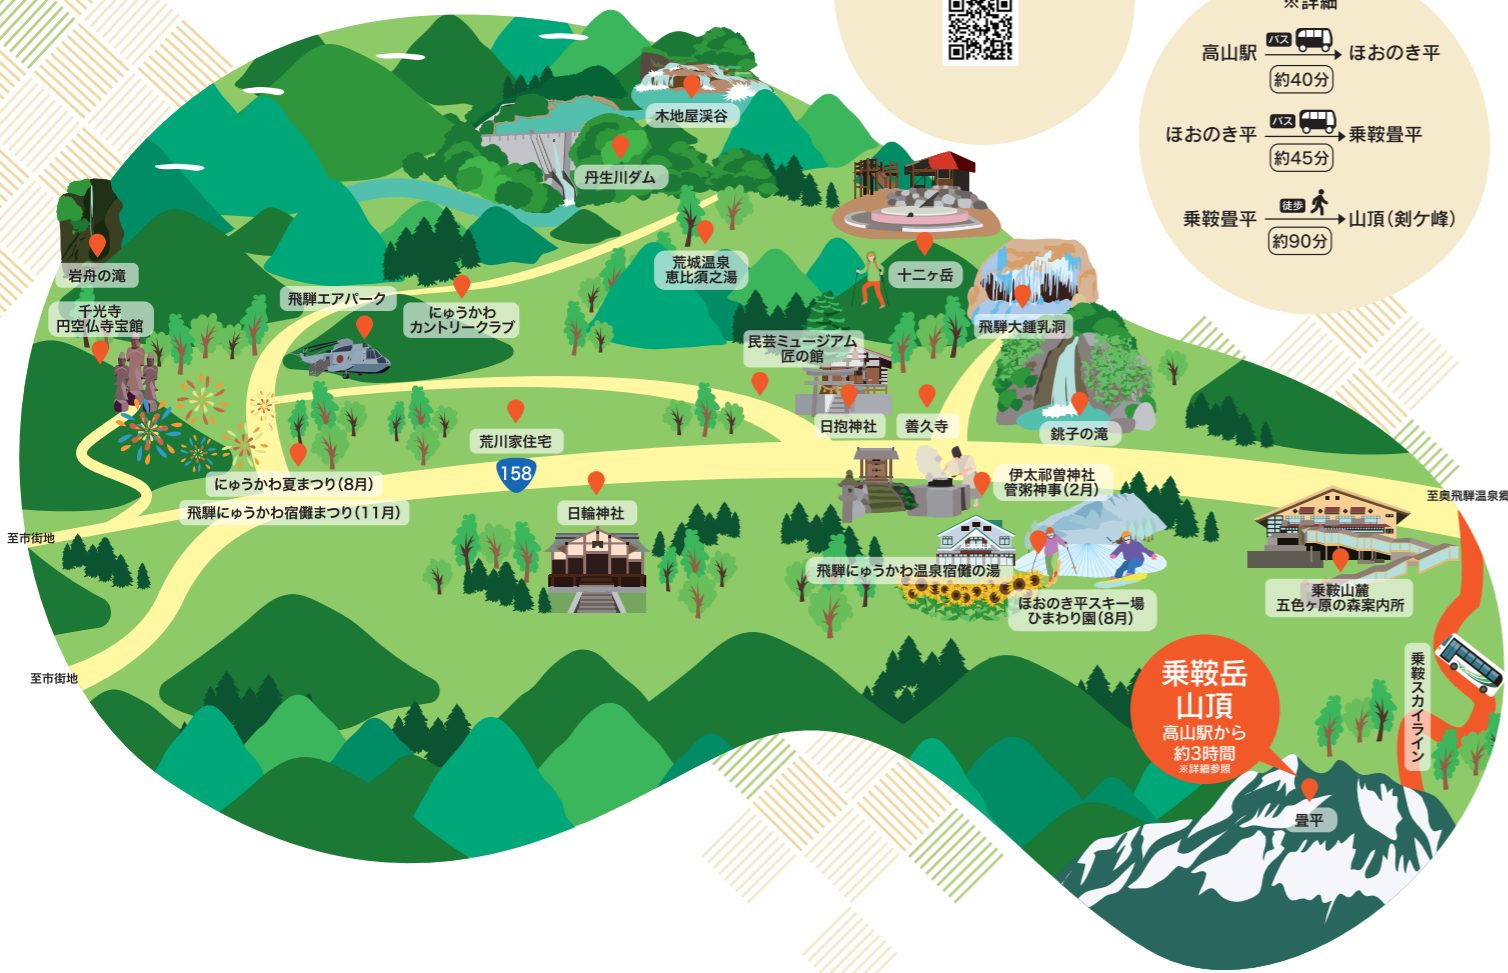 ※詳細
高山駅 バス ほおのき平
約40分
ほおのき平 バス 乗鞍畳平
約45分
乗鞍畳平 徒歩 山頂(剣ケ峰)
約90分
木地屋渓谷
丹生川ダム
岩舟の滝
荒城温泉
恵比須之湯
十二ヶ岳
千光寺
円空仏寺宝館
飛騨エアパーク
にゅうかわ
カントリークラブ
飛騨大鍾乳洞
民芸ミュージアム
匠の館
日抱神社
善久寺
銚子の滝
荒川家住宅
158
にゅうかわ夏まつり(8月)
飛騨にゅうかわ宿儺まつり(11月)
日輪神社
伊太祁曽神社
管粥神事(2月)
至奥飛騨温泉郷
至市街地
飛騨にゅうかわ温泉宿儺の湯
ほおのき平スキー場
ひまわり園(8月)
乗鞍山麓
五色ヶ原の森案内所
至市街地
乗鞍スカイライン
乗鞍岳
山頂
高山駅から
約3時間
※詳細参照
畳平